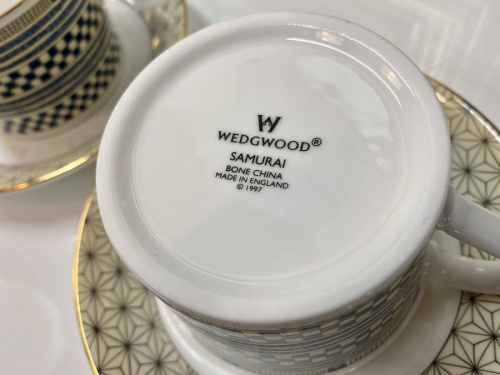 W
WEDGWOOD®
SAMURAI
BONE CHINA
MADE IN ENGLAND
© 1997